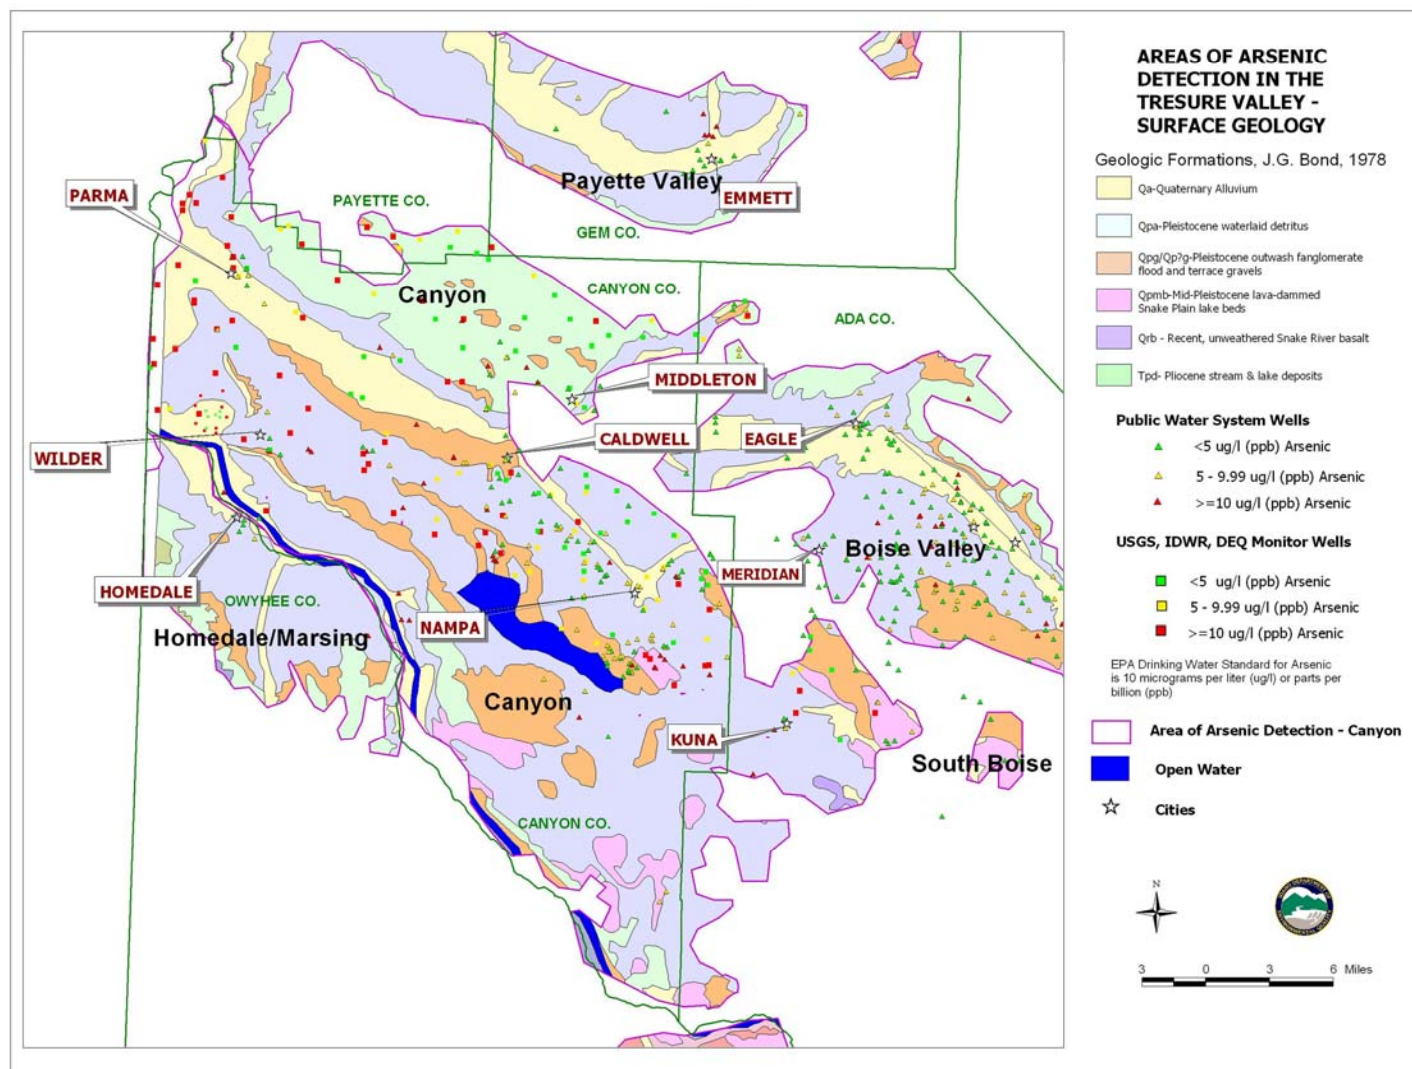 PARMA
PAYETTE CO.
Payette Valley
EMMETT
GEM CO.
Canyon
CANYON CO.
ADA CO.
MIDDLETON
CALDWELL
EAGLE
WILDER
Boise Valley
MERIDIAN
HOMEDALE
OWYHEE CO.
NAMPA
Homedale/Marsing
Canyon
KUNA
South Boise
CANYON CO.
AREAS OF ARSENIC
DETECTION IN THE
TRESURE VALLEY -
SURFACE GEOLOGY
Geologic Formations, J.G. Bond, 1978
Qa-Quaternary Alluvium
Qpa-Pleistocene waterlaid detritus
Qpg/Qp?g-Pleistocene outwash fanglomerate
flood and terrace gravels
Qpmb-Mid-Pleistocene lava-dammed
Snake Plain lake beds
Qrb - Recent, unweathered Snake River basalt
Tpd- Pliocene stream & lake deposits
Public Water System Wells
<5 ug/l (ppb) Arsenic
5 - 9.99 ug/l (ppb) Arsenic
>=10 ug/l (ppb) Arsenic
USGS, IDWR, DEQ Monitor Wells
<5 ug/l (ppb) Arsenic
5 - 9.99 ug/l (ppb) Arsenic
>=10 ug/l (ppb) Arsenic
EPA Drinking Water Standard for Arsenic
is 10 micrograms per liter (ug/l) or parts per
billion (ppb)
Area of Arsenic Detection - Canyon
Open Water
Cities
N
3 0 3 6 Miles